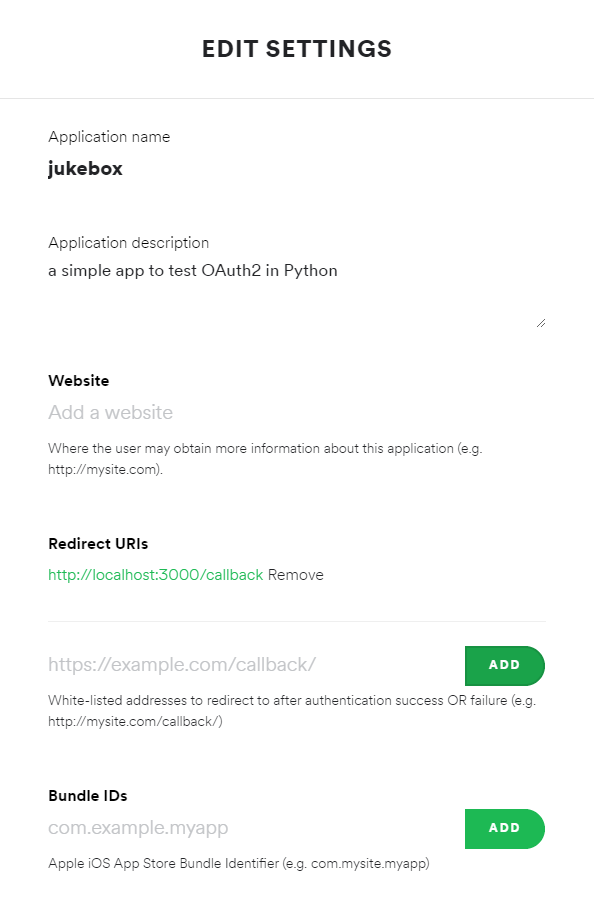 EDIT SETTINGS
Application name
jukebox
Application description
a simple app to test OAuth2 in Python
Website
Add a website
Where the user may obtain more information about this application (e.g.
http://mysite.com).
Redirect URIs
http://localhost:3000/callback Remove
https://example.com/callback/ ADD
White-listed addresses to redirect to after authentication success OR failure (e.g.
http://mysite.com/callback/)
Bundle IDs
com.example.myapp ADD
Apple iOS App Store Bundle Identifier (e.g. com.mysite.myapp)